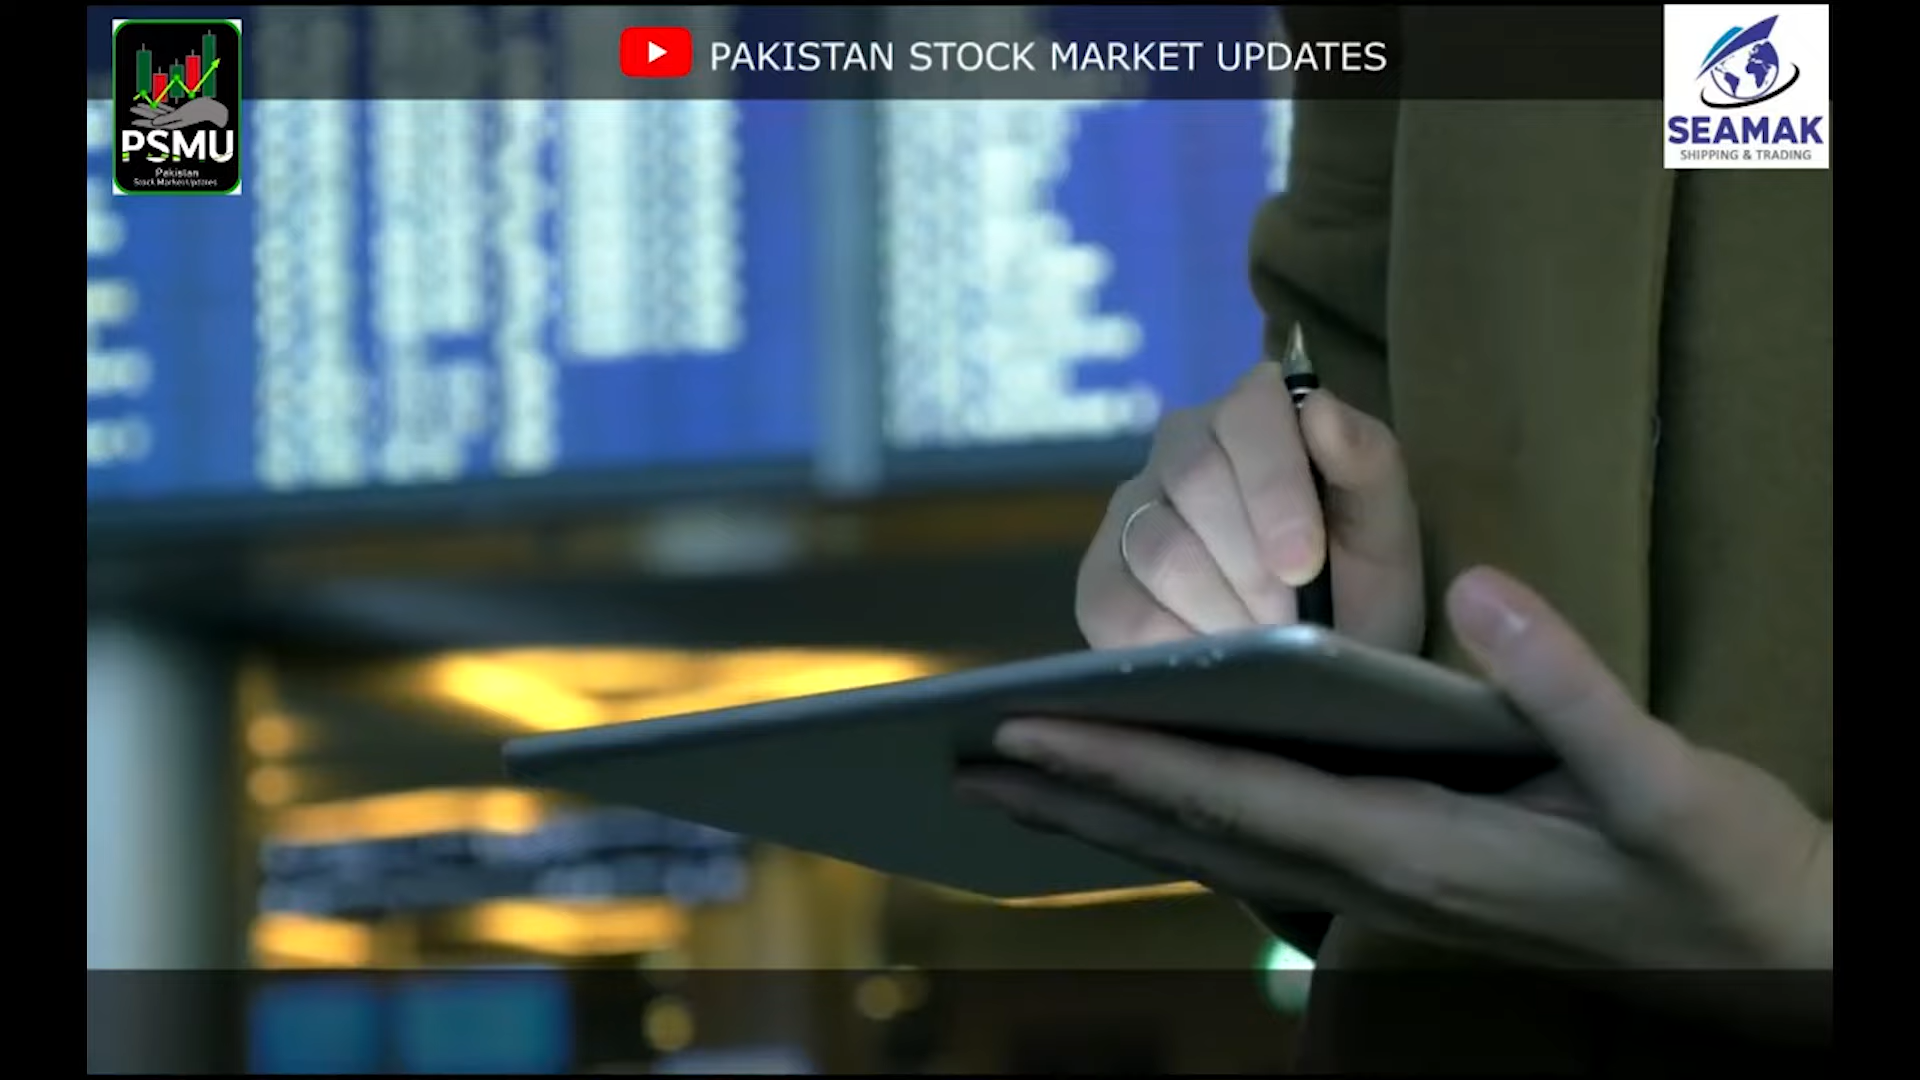 PAKISTAN STOCK MARKET UPDATES
PSMU
Pakistan
Stock Market Updates
SEAMAK
SHIPPING & TRADING